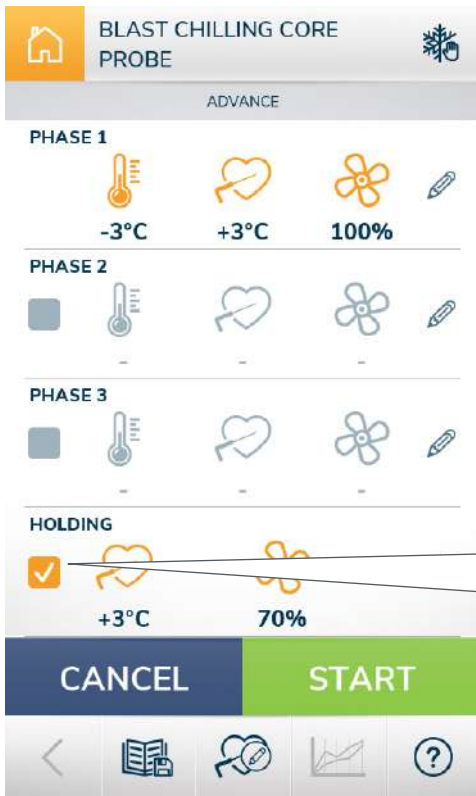 BLAST CHILLING CORE
PROBE
ADVANCE
PHASE 1
-3°C +3°C 100%
PHASE 2
- - -
PHASE 3
- - -
HOLDING
+3°C 70%
CANCEL START
?